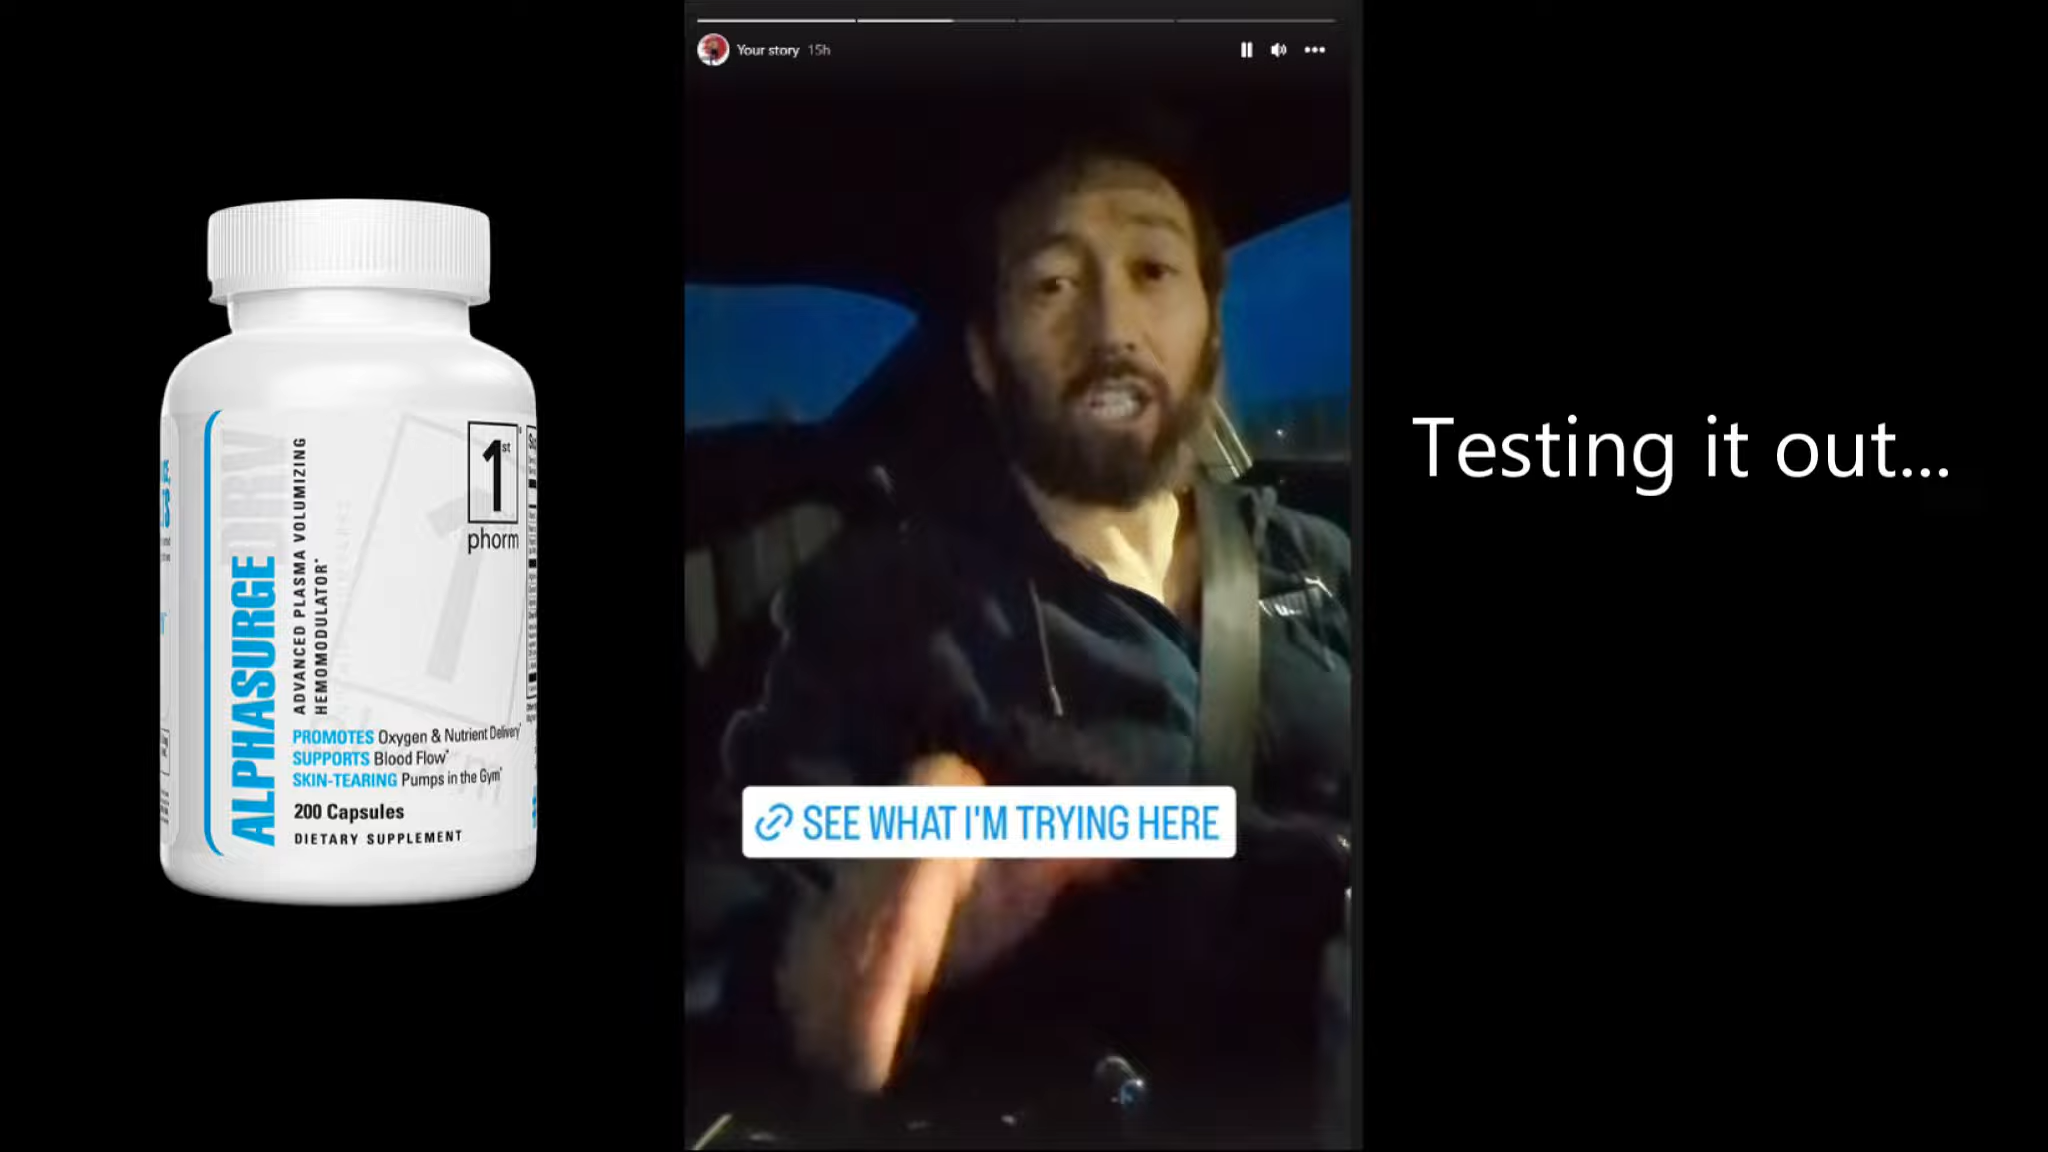 Your story 15h
1st
phorm
ALPHASURGE
DRY
ADVANCED PLASMA VOLUMIZING
HEMOMODULATOR*
PROMOTES Oxygen & Nutrient Delivery*
SUPPORTS Blood Flow*
SKIN-TEARING Pumps in the Gym*
200 Capsules
DIETARY SUPPLEMENT
SEE WHAT I'M TRYING HERE
Testing it out...